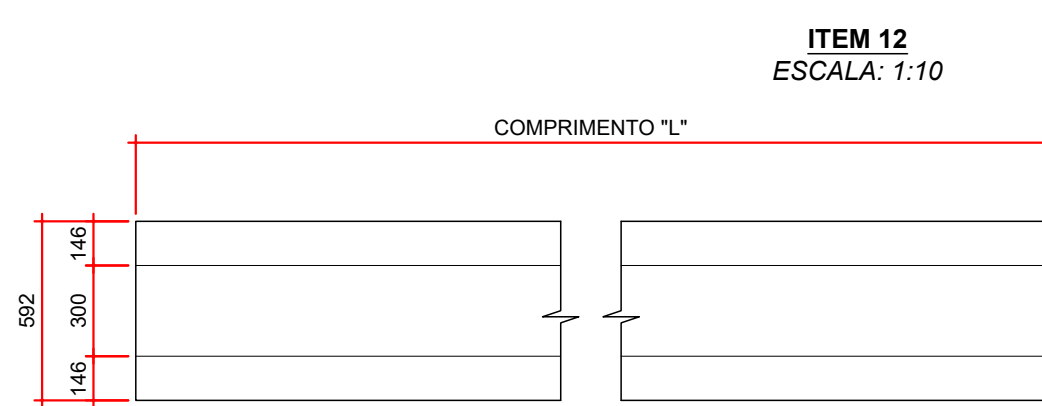 ITEM 12
ESCALA: 1:10
COMPRIMENTO "L"
146
592
300
146